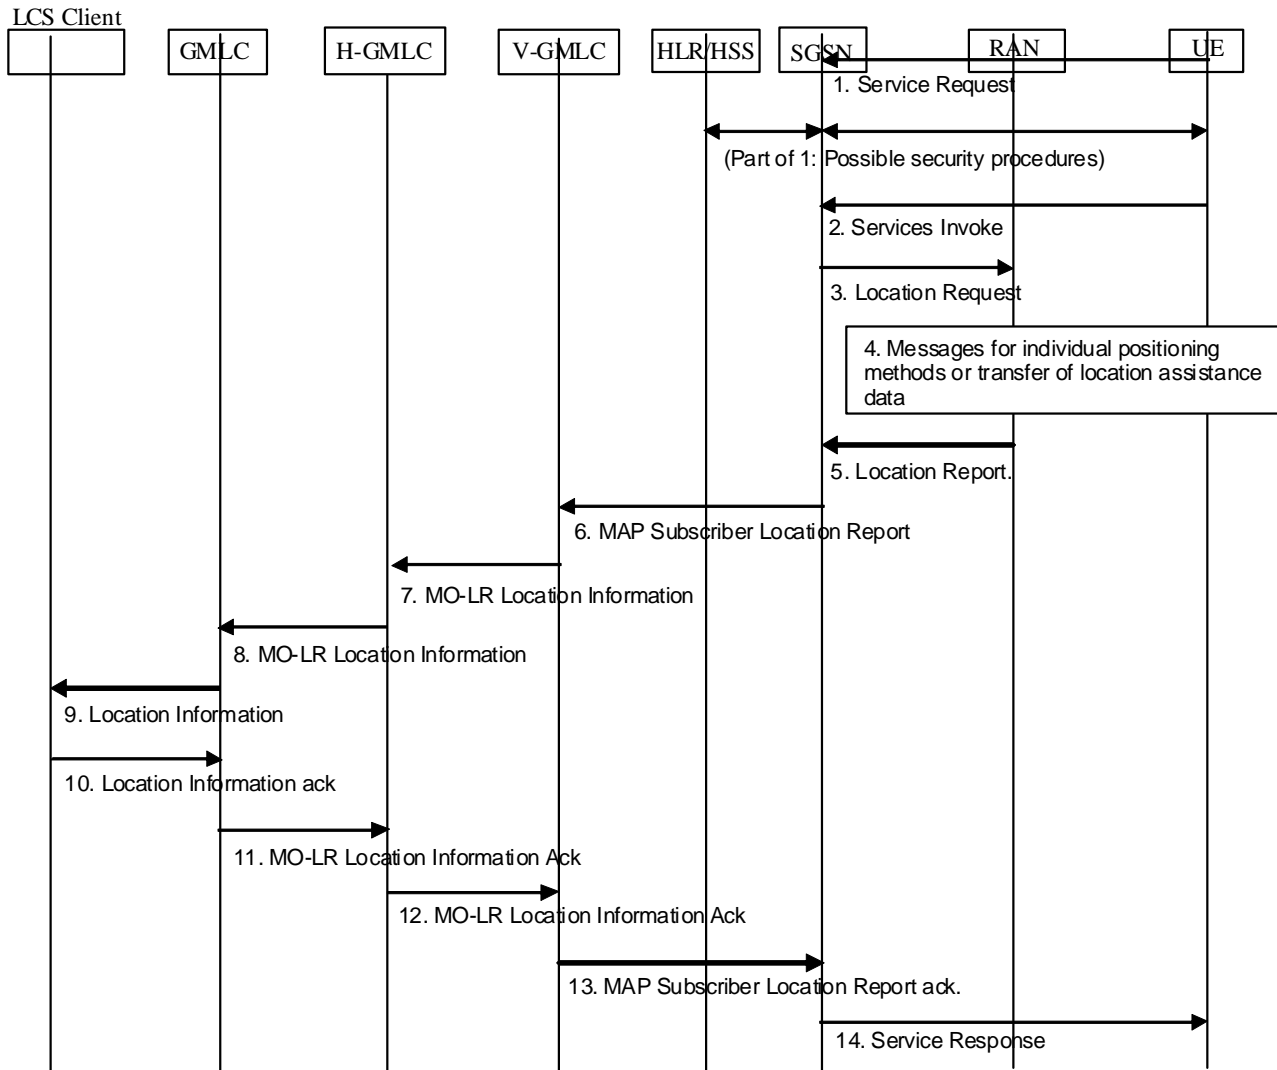 LCS Client
GMLC
H-GMLC
V-GMLC
HLR/HSS
SGSN
RAN
UE
1. Service Request
(Part of 1: Possible security procedures)
2. Services Invoke
3. Location Request
4. Messages for individual positioning
methods or transfer of location assistance
data
5. Location Report.
6. MAP Subscriber Location Report
7. MO-LR Location Information
8. MO-LR Location Information
9. Location Information
10. Location Information ack
11. MO-LR Location Information Ack
12. MO-LR Location Information Ack
13. MAP Subscriber Location Report ack.
14. Service Response